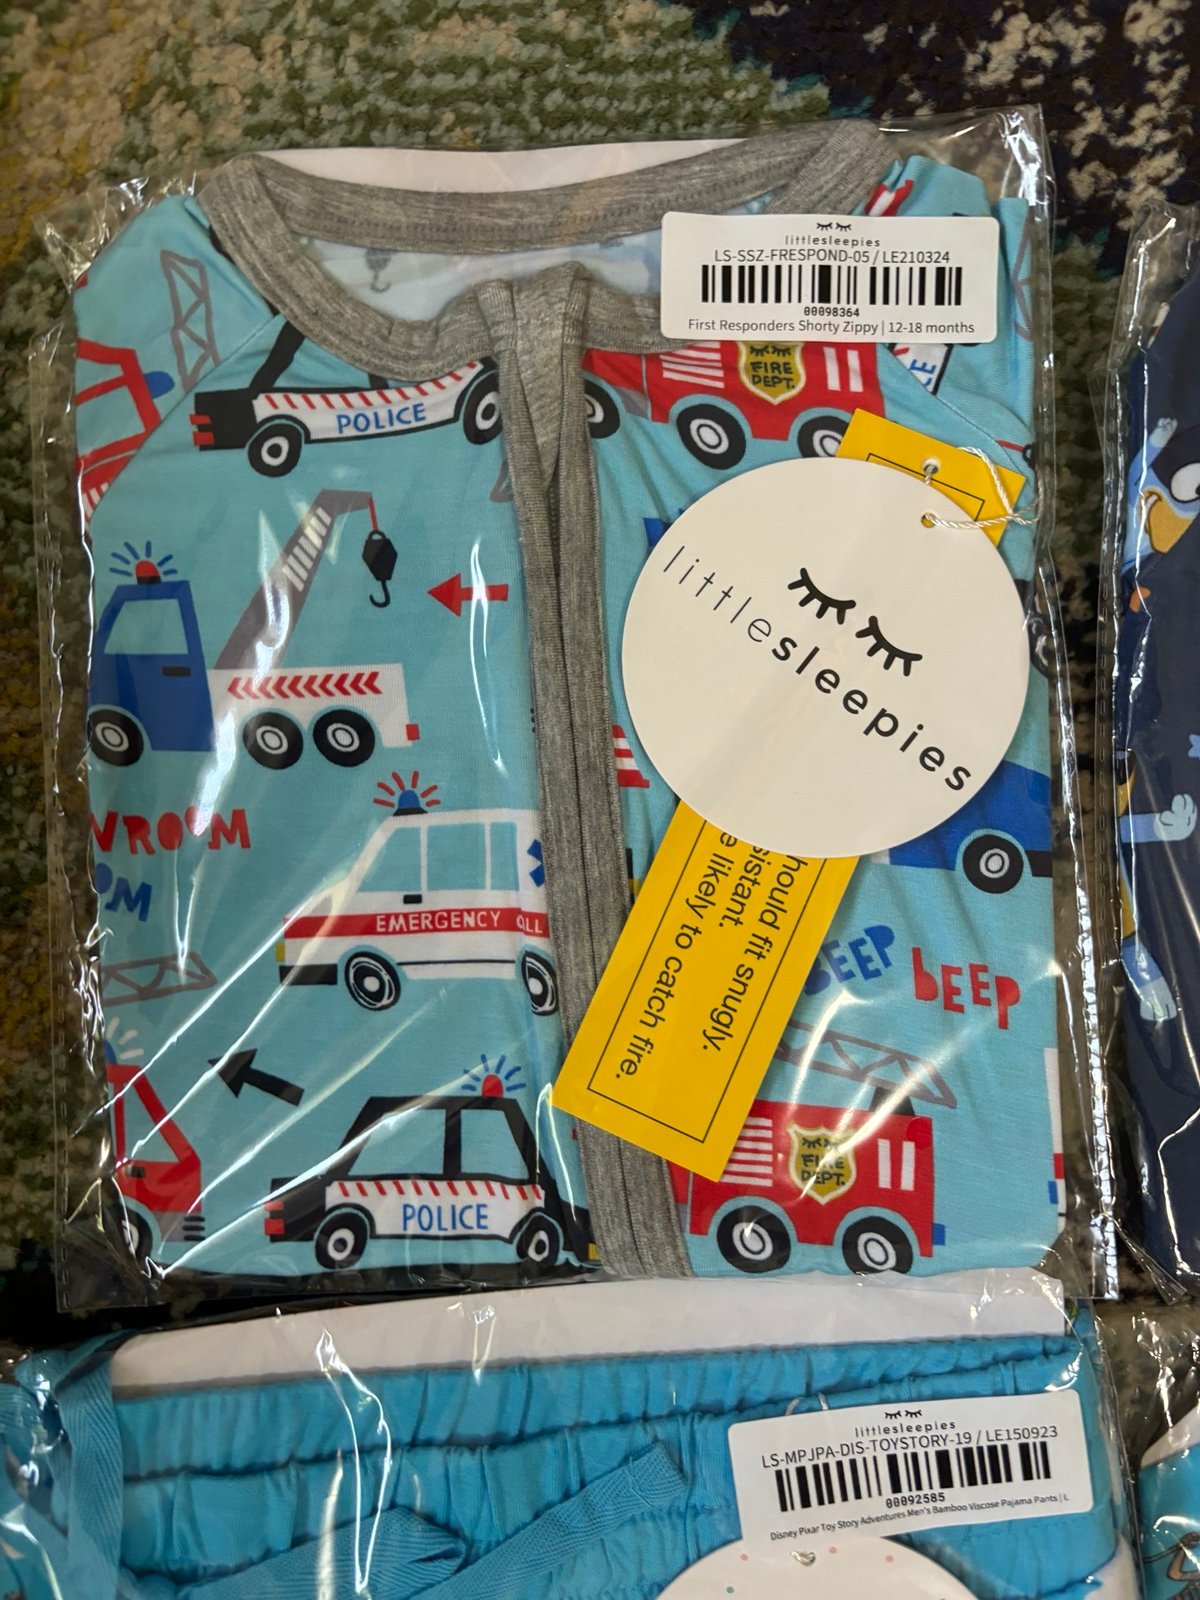 littlesleepies
LS-SSZ-FRESPOND-05 / LE210324
00098364
First Responders Shorty Zippy | 12-18 months
POLICE
FIRE
DEPT.
littlesleepies
VROOM
OM
EMERGENCY
hould fit snugly.
sistant.
e likely to catch fire.
BEEP
bEEP
POLICE
FIRE
DEPT.
littlesleepies
LS-MPJPA-DIS-TOYSTORY-19 / LE150923
00092585
Disney Pixar Toy Story Adventures Men's Bamboo Viscose Pajama Pants | L